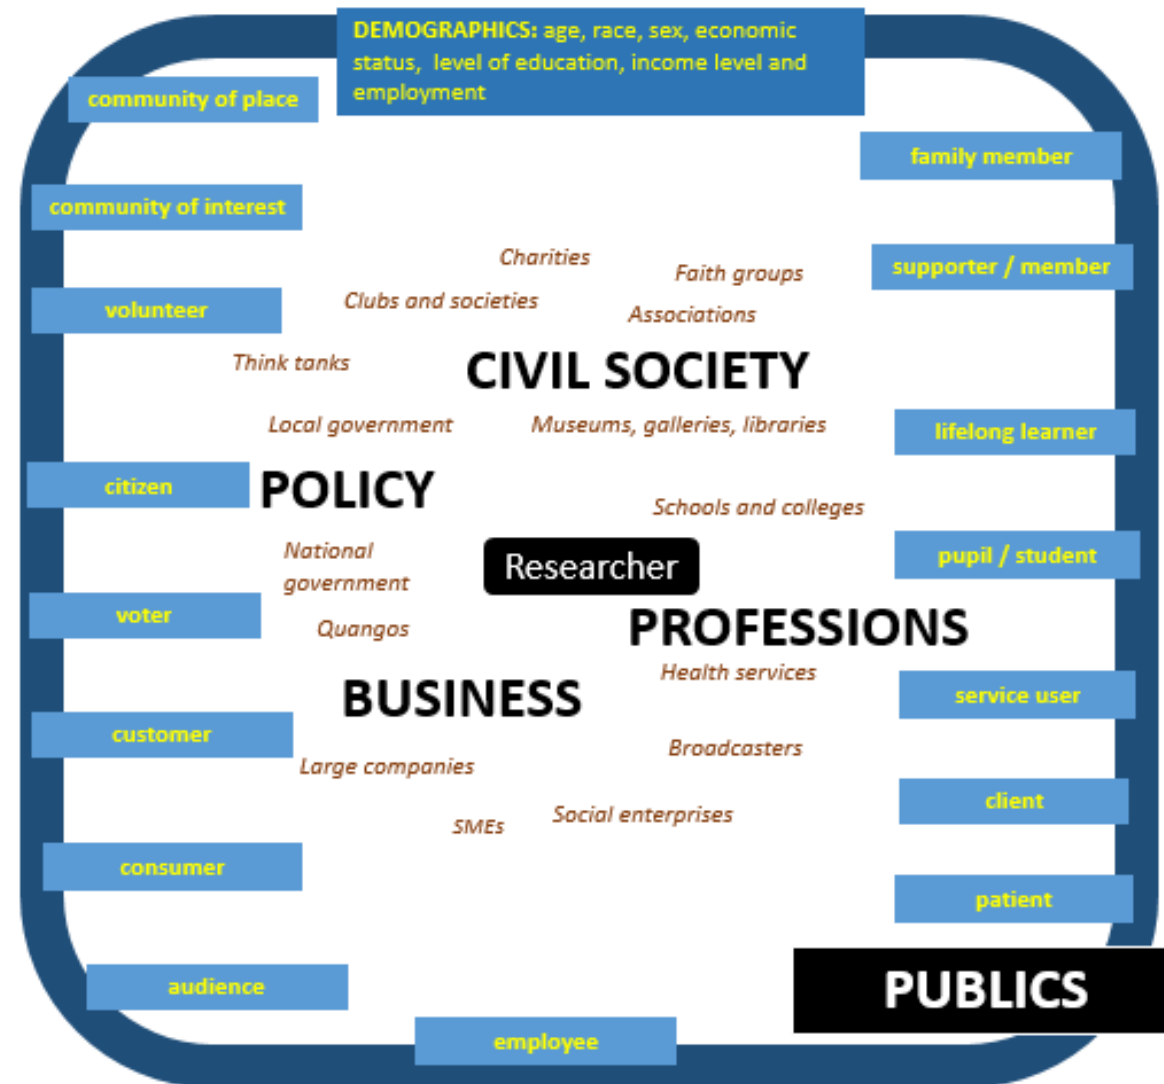 DEMOGRAPHICS: age, race, sex, economic
status, level of education, income level and
employment
community of place
family member
community of interest
Charities
Faith groups
supporter / member
Clubs and societies
volunteer
Associations
Think tanks
CIVIL SOCIETY
Local government
Museums, galleries, libraries
lifelong learner
citizen
POLICY
Schools and colleges
National
government
Researcher
pupil / student
voter
Quangos
PROFESSIONS
Health services
BUSINESS
service user
customer
Broadcasters
Large companies
client
SMEs
Social enterprises
consumer
patient
audience
PUBLICS
employee